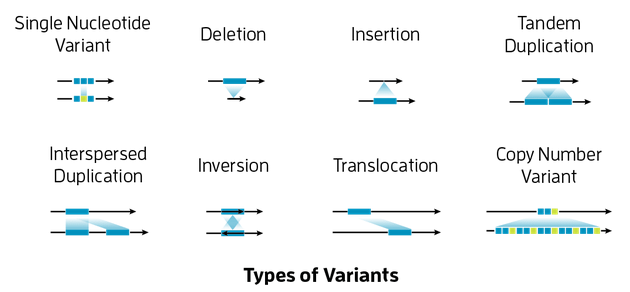 Single Nucleotide
Variant
Deletion
Insertion
Tandem
Duplication
Interspersed
Duplication
Inversion
Translocation
Copy Number
Variant
Types of Variants